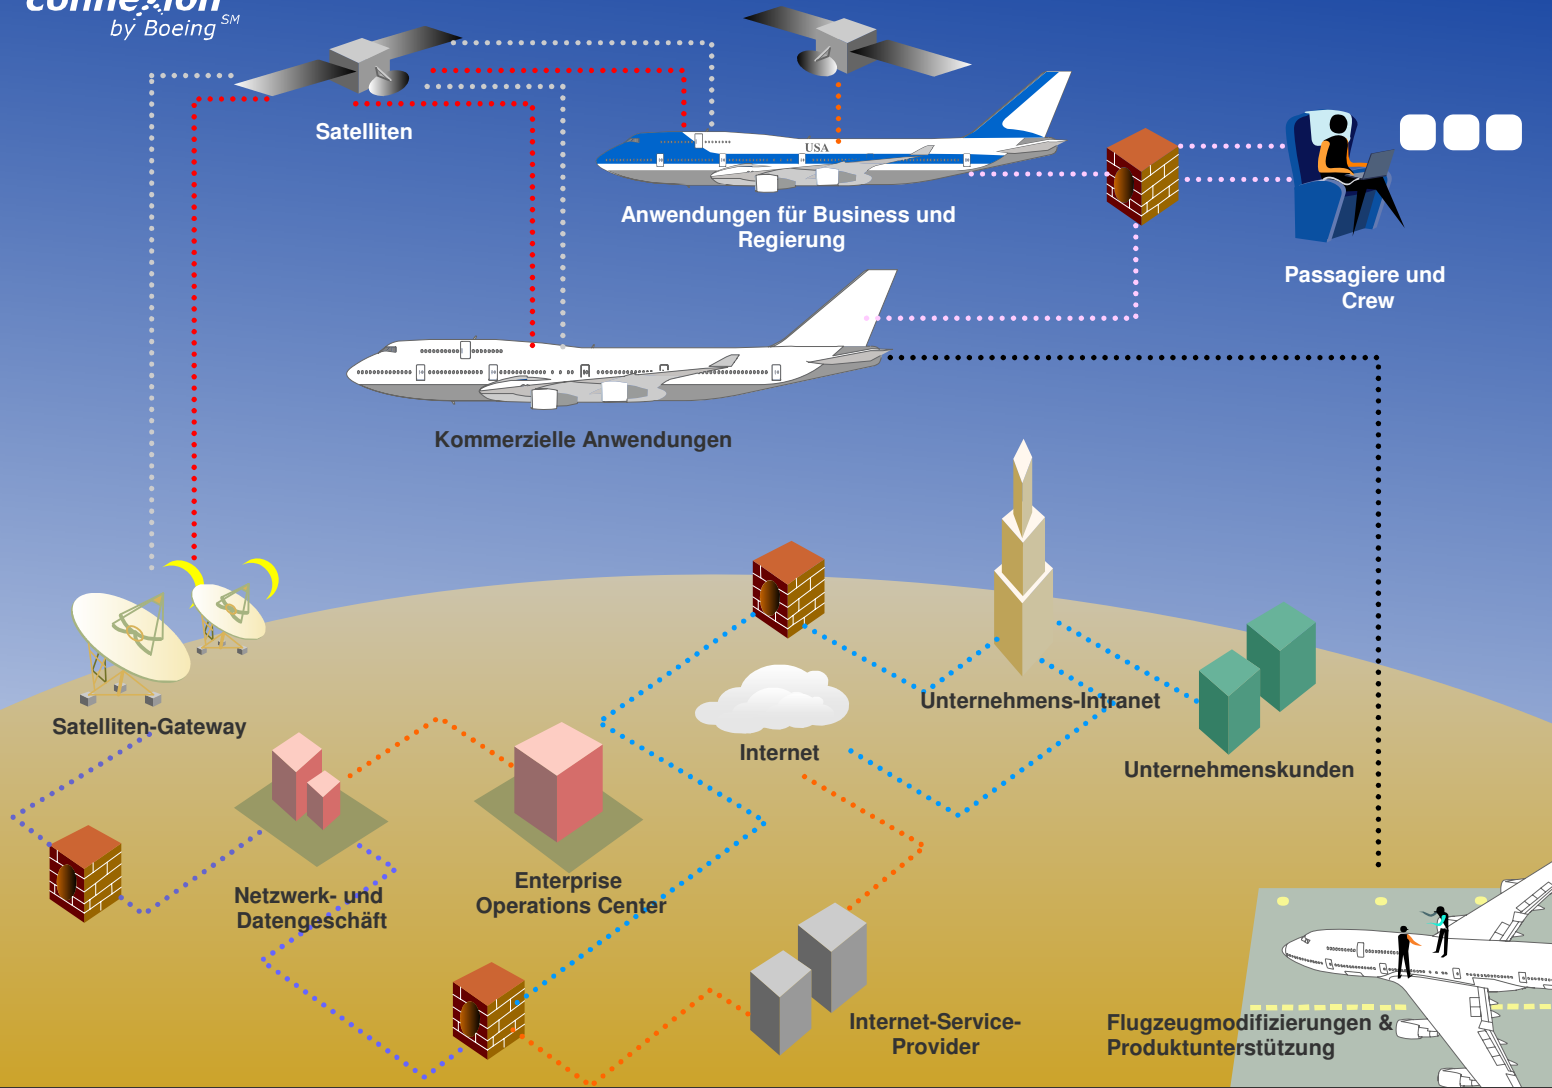 connexion
by Boeing SM
Satelliten
USA
Anwendungen für Business und
Regierung
Passagiere und
Crew
Kommerzielle Anwendungen
Unternehmens-Intranet
Satelliten-Gateway
Internet
Unternehmenskunden
Enterprise
Operations Center
Netzwerk- und
Datengeschäft
Internet-Service-
Provider
Flugzeugmodifizierungen &
Produktunterstützung